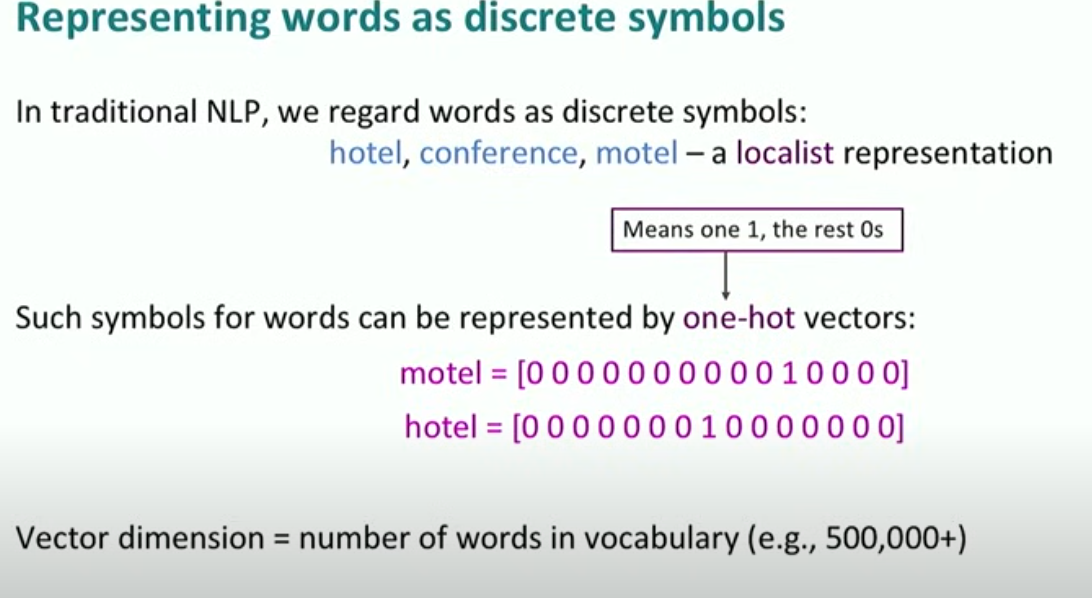 Representing words as discrete symbols
In traditional NLP, we regard words as discrete symbols:
hotel, conference, motel – a localist representation
Means one 1, the rest 0s
Such symbols for words can be represented by one-hot vectors:
motel = [0 0 0 0 0 0 0 0 0 0 1 0 0 0 0]
hotel = [0 0 0 0 0 0 0 1 0 0 0 0 0 0 0]
Vector dimension = number of words in vocabulary (e.g., 500,000+)